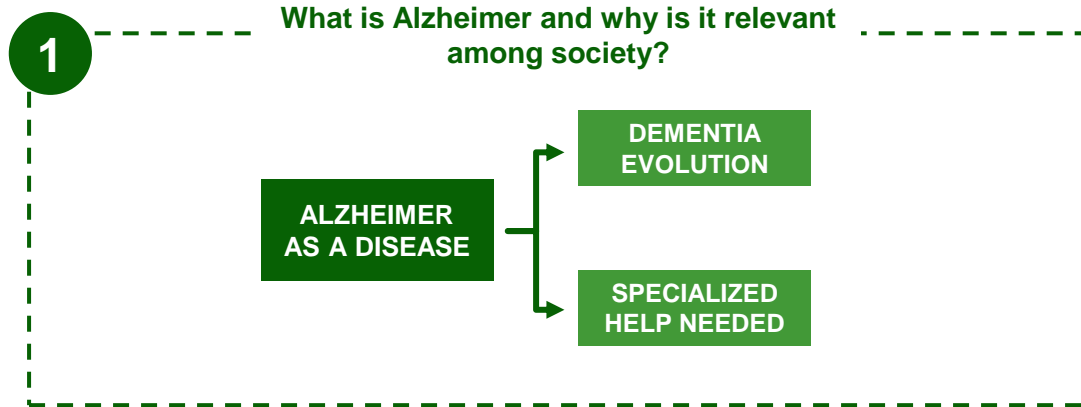 1
What is Alzheimer and why is it relevant
among society?
DEMENTIA
EVOLUTION
ALZHEIMER
AS A DISEASE
SPECIALIZED
HELP NEEDED